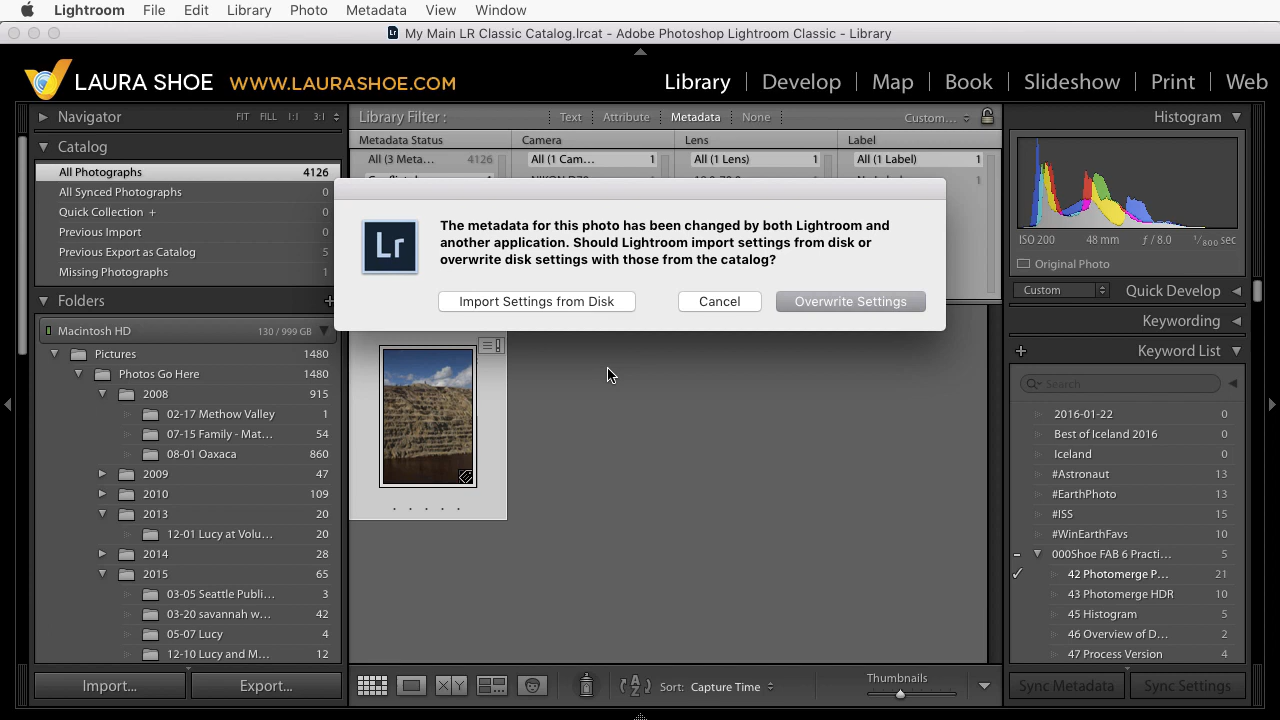 Lightroom File Edit Library Photo Metadata View Window
My Main LR Classic Catalog.lrcat - Adobe Photoshop Lightroom Classic - Library
LAURA SHOE WWW.LAURASHOE.COM
Library | Develop | Map | Book | Slideshow | Print | Web
Navigator FIT FILL 1:1 3:1
Catalog
All Photographs 4126
All Synced Photographs 0
Quick Collection + 0
Previous Import 0
Previous Export as Catalog 5
Missing Photographs 1
Folders +
Macintosh HD 130 / 999 GB
Pictures 1480
Photos Go Here 1480
2008 915
02-17 Methow Valley 1
07-15 Family - Mat... 54
08-01 Oaxaca 860
2009 47
2010 109
2013 20
12-01 Lucy at Volu... 20
2014 28
2015 65
03-05 Seattle Publi... 3
03-20 savannah w... 42
05-07 Lucy 4
12-10 Lucy and M... 12
Import... Export...
Library Filter : Text Attribute Metadata None Custom...
Metadata Status Camera Lens Label
All (3 Meta... 4126 All (1 Cam... 1 All (1 Lens) 1 All (1 Label) 1
The metadata for this photo has been changed by both Lightroom and
another application. Should Lightroom import settings from disk or
overwrite disk settings with those from the catalog?
Import Settings from Disk Cancel Overwrite Settings
Sort: Capture Time Thumbnails
Histogram
ISO 200 48 mm ƒ / 8.0 1/800 sec
Original Photo
Custom Quick Develop
Keywording
+ Keyword List
Search
2016-01-22 0
Best of Iceland 2016 0
Iceland 0
#Astronaut 13
#EarthPhoto 13
#ISS 15
#WinEarthFavs 10
000Shoe FAB 6 Practi... 5
42 Photomerge P... 21
43 Photomerge HDR 10
45 Histogram 5
46 Overview of D... 2
47 Process Version 4
Sync Metadata Sync Settings